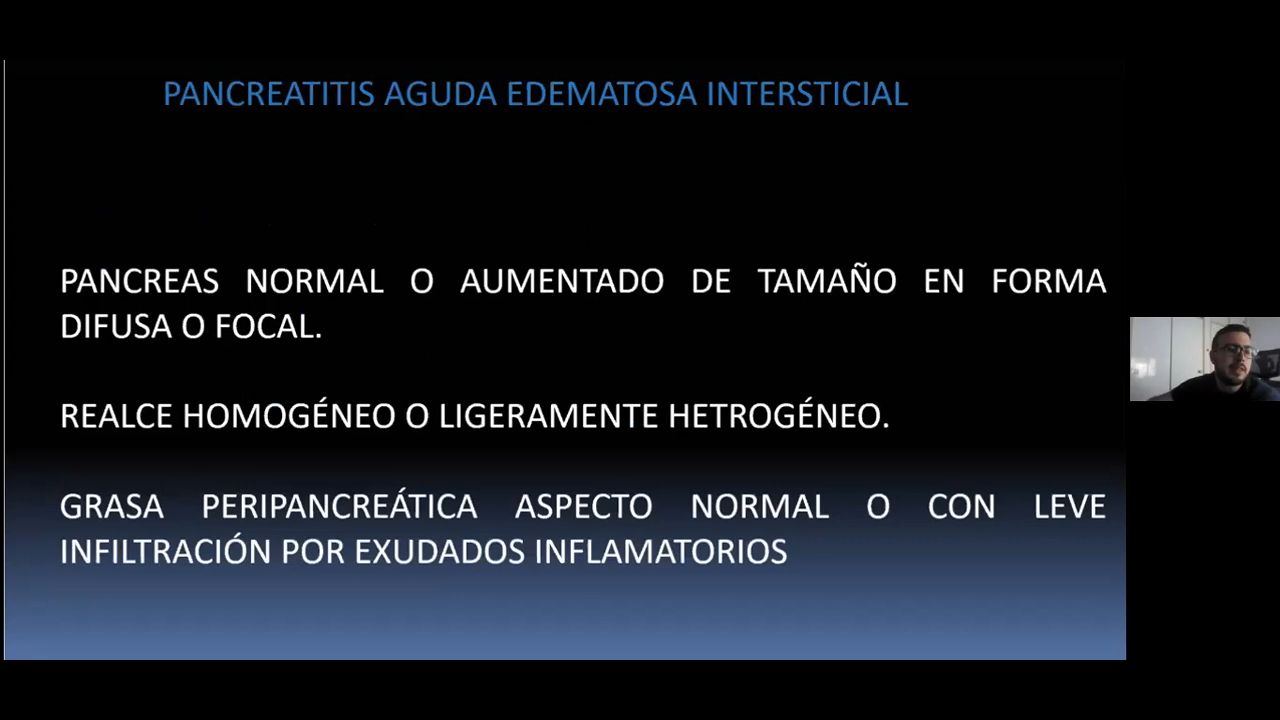 PANCREATITIS AGUDA EDEMATOSA INTERSTICIAL
PANCREAS NORMAL O AUMENTADO DE TAMAÑO EN FORMA
DIFUSA O FOCAL.
REALCE HOMOGÉNEO O LIGERAMENTE HETROGÉNEO.
GRASA PERIPANCREÁTICA ASPECTO NORMAL O CON LEVE
INFILTRACIÓN POR EXUDADOS INFLAMATORIOS